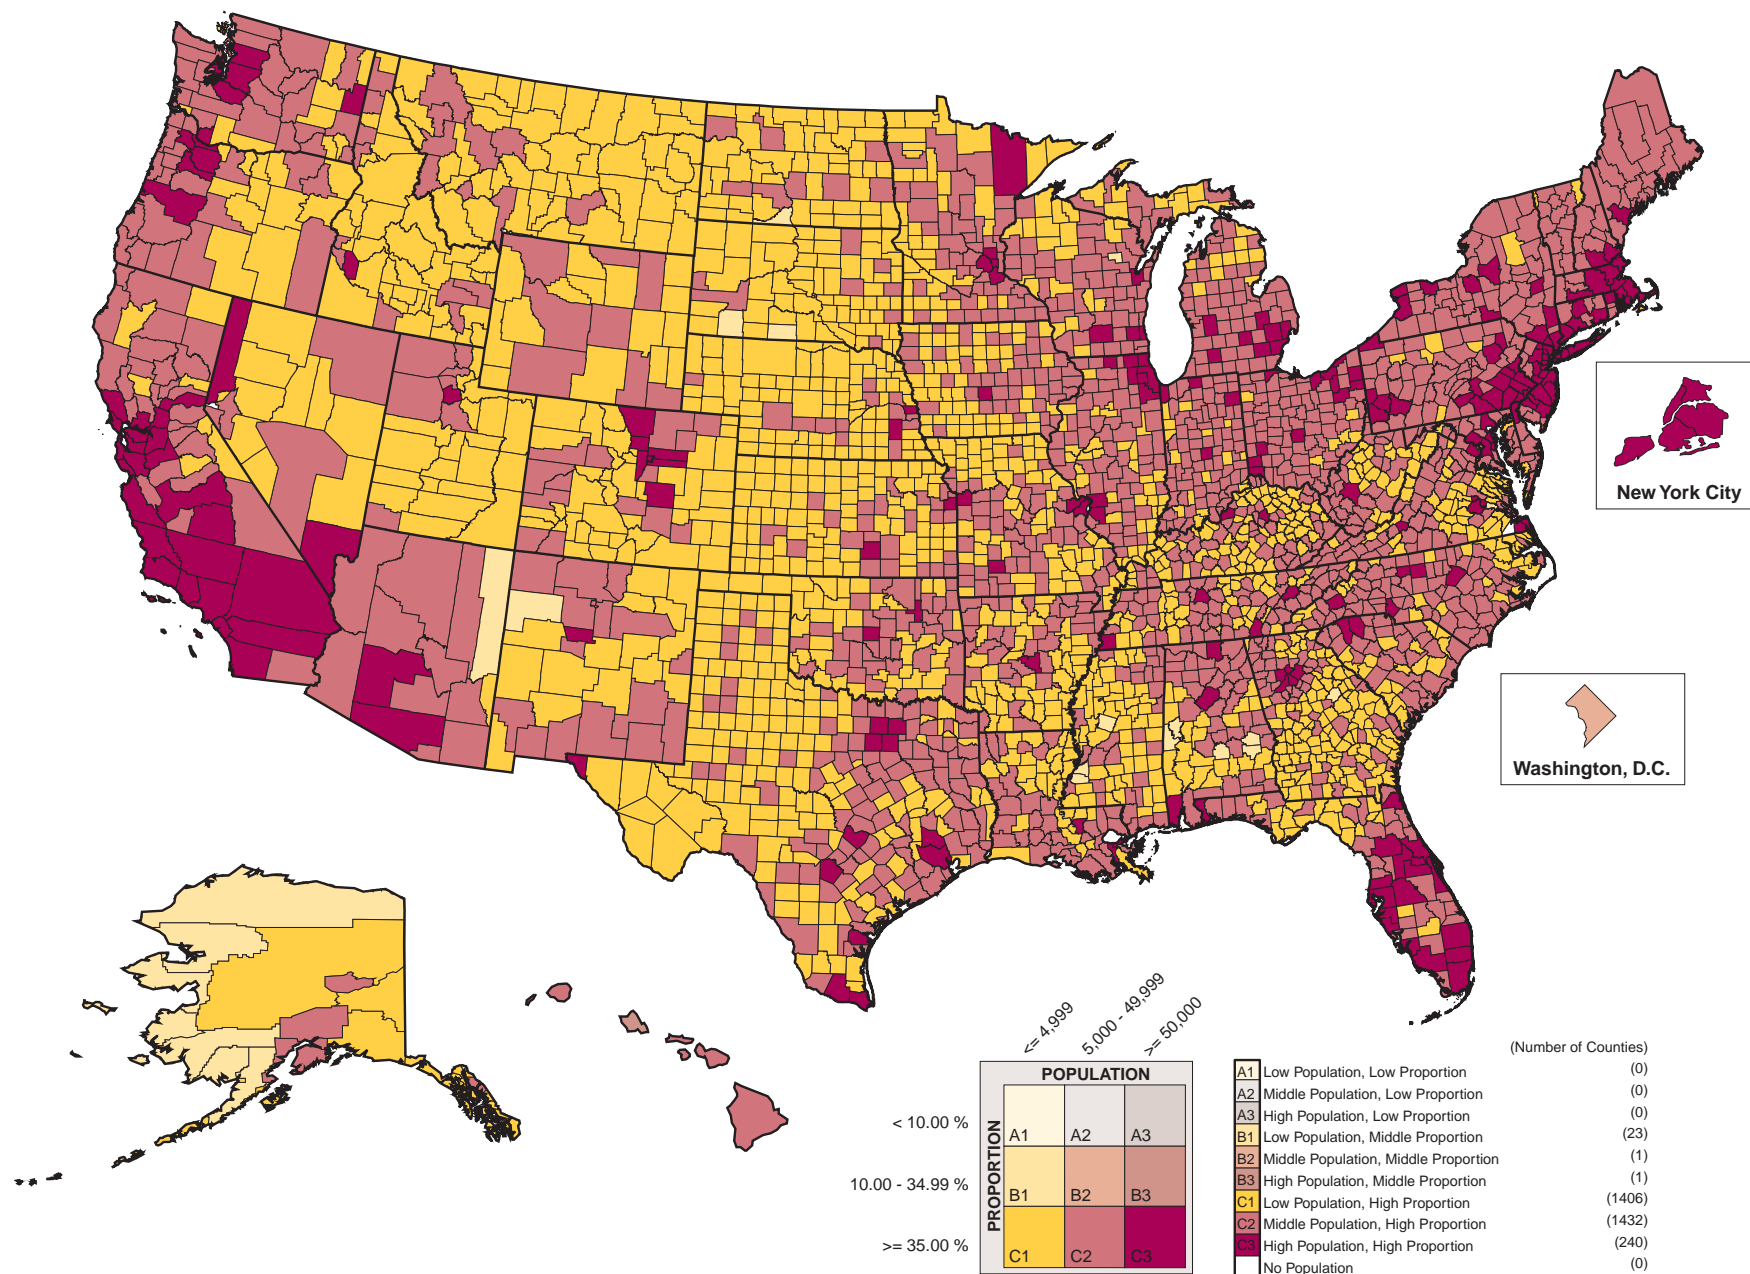 New York City
Washington, D.C.
<= 4,999
5,000 - 49,999
>= 50,000
POPULATION
PROPORTION
< 10.00 %
10.00 - 34.99 %
>= 35.00 %
A1 A2 A3
B1 B2 B3
C1 C2 C3
(Number of Counties)
A1 Low Population, Low Proportion (0)
A2 Middle Population, Low Proportion (0)
A3 High Population, Low Proportion (0)
B1 Low Population, Middle Proportion (23)
B2 Middle Population, Middle Proportion (1)
B3 High Population, Middle Proportion (1)
C1 Low Population, High Proportion (1406)
C2 Middle Population, High Proportion (1432)
C3 High Population, High Proportion (240)
No Population (0)